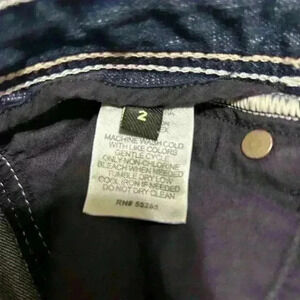 2
MACHINE WASH COLD
WITH LIKE COLORS
GENTLE CYCLE
ONLY NON-CHLORINE
BLEACH WHEN NEEDED
TUMBLE DRY LOW
COOL IRON IF NEEDED
DO NOT DRY CLEAN
RN# 55285